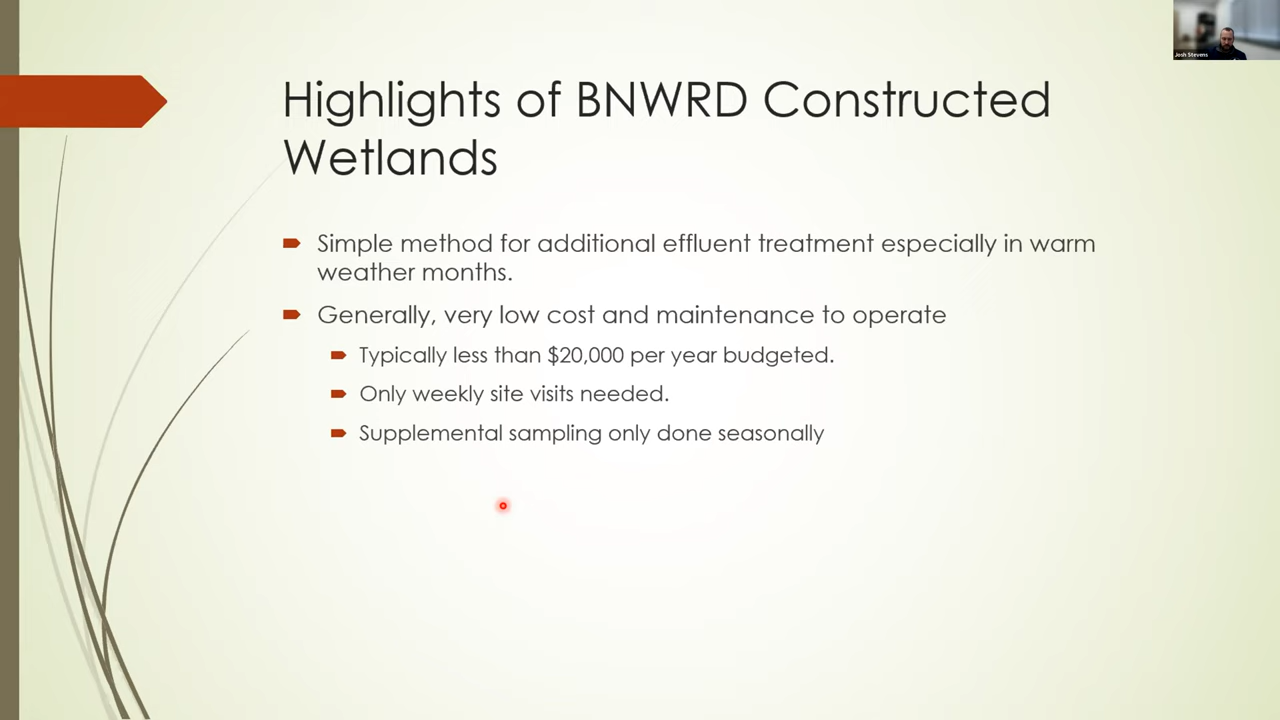 Josh Stevens
Highlights of BNWRD Constructed
Wetlands
Simple method for additional effluent treatment especially in warm
weather months.
Generally, very low cost and maintenance to operate
Typically less than $20,000 per year budgeted.
Only weekly site visits needed.
Supplemental sampling only done seasonally